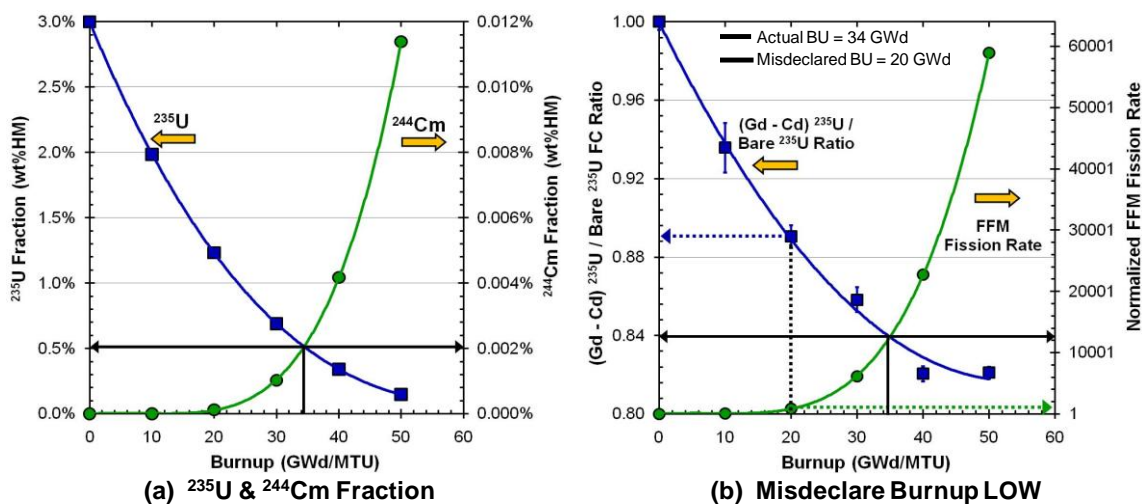 3.0%
2.5%
2.0%
1.5%
1.0%
0.5%
0.0%
²³⁵U Fraction (wt%HM)
0.012%
0.010%
0.008%
0.006%
0.004%
0.002%
0.000%
²⁴⁴Cm Fraction (wt%HM)
²³⁵U
²⁴⁴Cm
0 10 20 30 40 50 60
Burnup (GWd/MTU)
(a) ²³⁵U & ²⁴⁴Cm Fraction
1.00
0.96
0.92
0.88
0.84
0.80
(Gd - Cd) ²³⁵U / Bare ²³⁵U FC Ratio
Actual BU = 34 GWd
Misdeclared BU = 20 GWd
(Gd - Cd) ²³⁵U /
Bare ²³⁵U Ratio
FFM
Fission Rate
60001
50001
40001
30001
20001
10001
1
Normalized FFM Fission Rate
0 10 20 30 40 50 60
Burnup (GWd/MTU)
(b) Misdeclare Burnup LOW